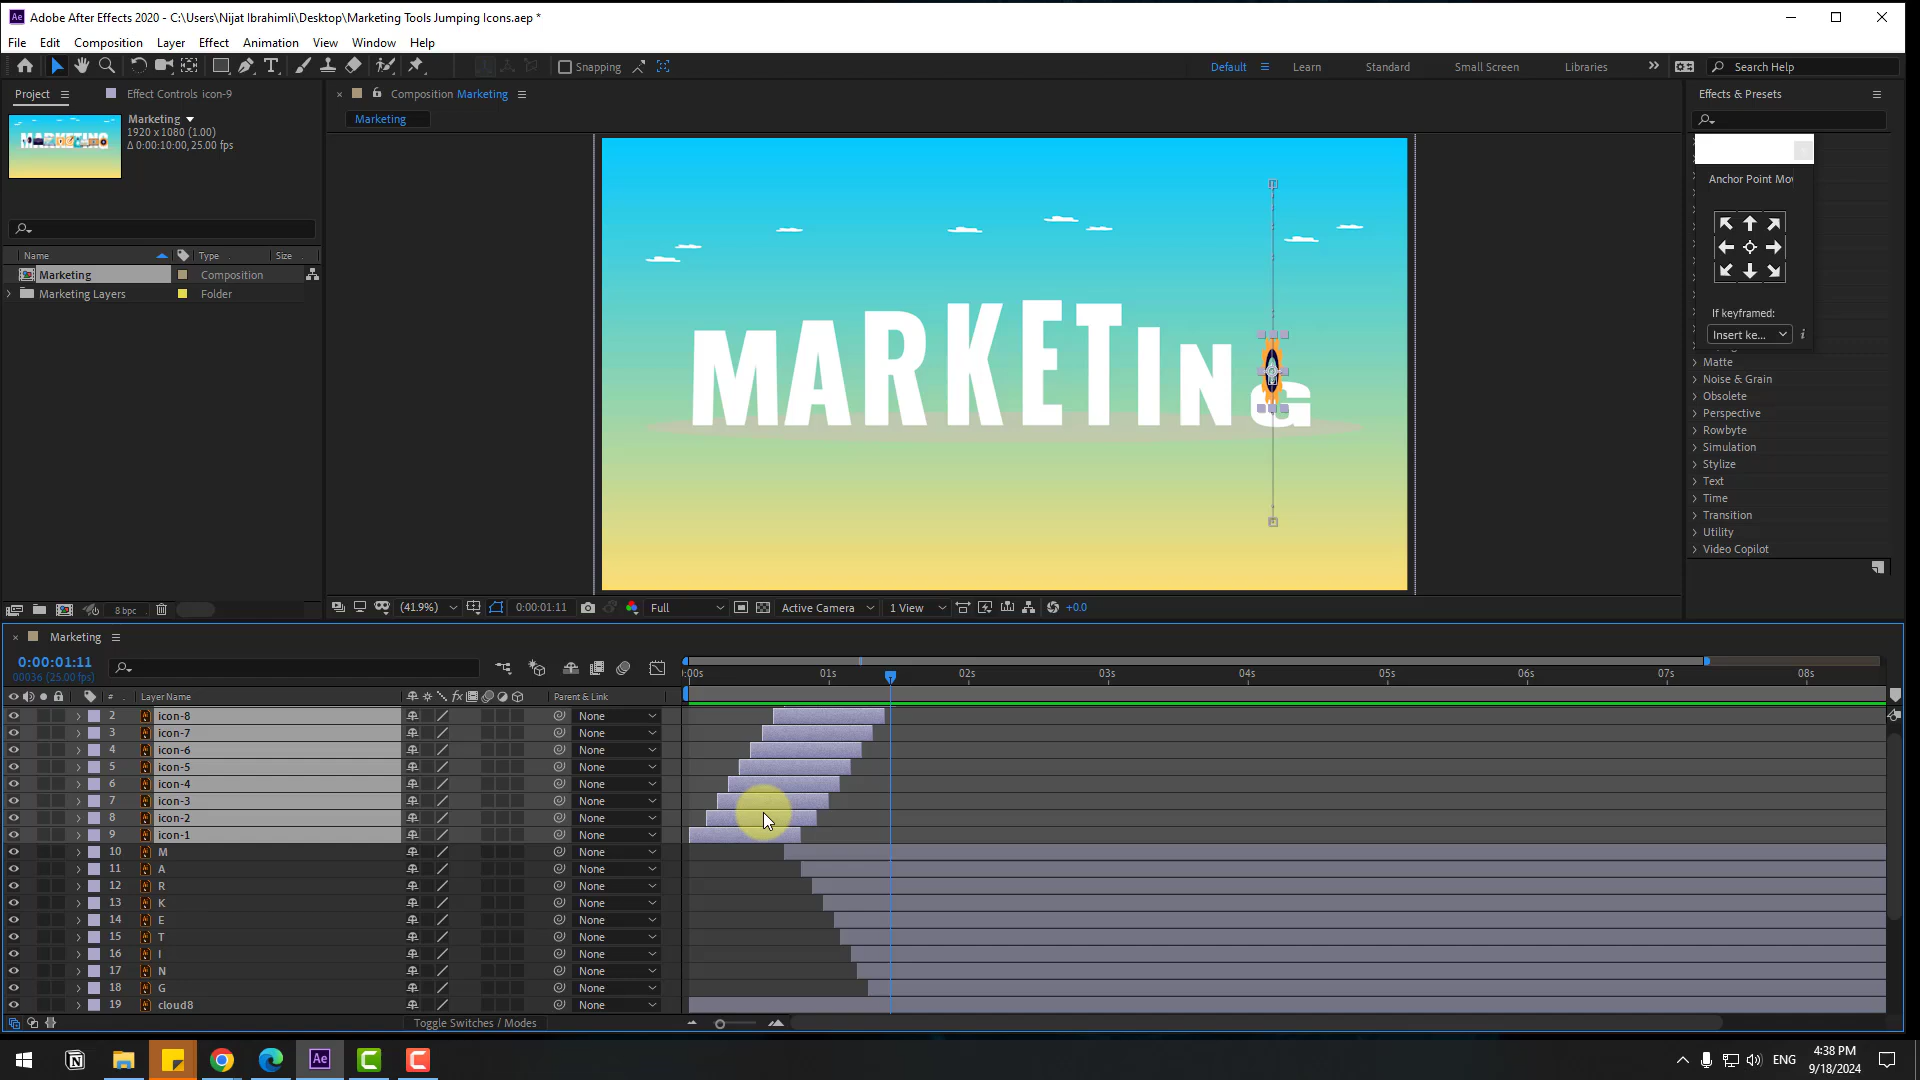 Adobe After Effects 2020 - C:\Users\Nijat Ibrahimli\Desktop\Marketing Tools Jumping Icons.aep *
File Edit Composition Layer Effect Animation View Window Help
Snapping Default Learn Standard Small Screen Libraries Search Help
Project Effect Controls icon-9 Composition Marketing Effects & Presets
Marketing
Marketing
1920 x 1080 (1.00)
Δ 0:00:10:00, 25.00 fps
Anchor Point Mov
If keyframed:
Insert ke...
Name Type Size
Marketing Composition
Marketing Layers Folder
MARKETING
Matte
Noise & Grain
Obsolete
Perspective
Rowbyte
Simulation
Stylize
Text
Time
Transition
Utility
Video Copilot
8 bpc (41.9%) 0:00:01:11 Full Active Camera 1 View +0.0
Marketing
0:00:01:11
00036 (25.00 fps)
:00s 01s 02s 03s 04s 05s 06s 07s 08s
# Layer Name fx Parent & Link
2 icon-8 None
3 icon-7 None
4 icon-6 None
5 icon-5 None
6 icon-4 None
7 icon-3 None
8 icon-2 None
9 icon-1 None
10 M None
11 A None
12 R None
13 K None
14 E None
15 T None
16 I None
17 N None
18 G None
19 cloud8 None
Toggle Switches / Modes
Ae ENG 4:38 PM
9/18/2024